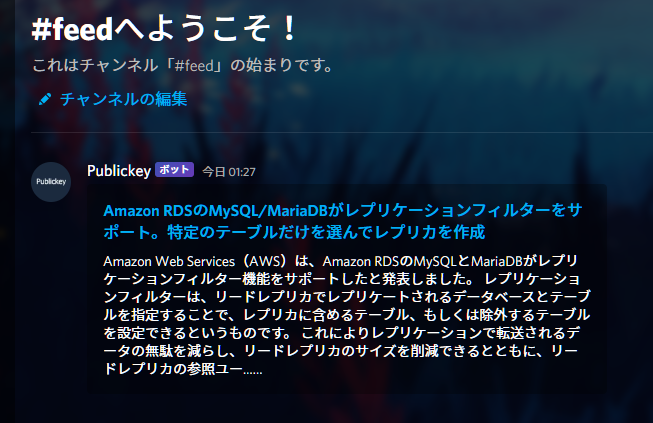 #feedへようこそ！
これはチャンネル「#feed」の始まりです。
チャンネルの編集
Publickey
Publickey ボット 今日 01:27
Amazon RDSのMySQL/MariaDBがレプリケーションフィルターをサ
ポート。特定のテーブルだけを選んでレプリカを作成
Amazon Web Services（AWS）は、Amazon RDSのMySQLとMariaDBがレプリ
ケーションフィルター機能をサポートしたと発表しました。 レプリケーショ
ンフィルターは、リードレプリカでレプリケートされるデータベースとテーブ
ルを指定することで、レプリカに含めるテーブル、もしくは除外するテーブル
を設定できるというものです。 これによりレプリケーションで転送されるデ
ータの無駄を減らし、リードレプリカのサイズを削減できるとともに、リー
ドレプリカの参照ユー......